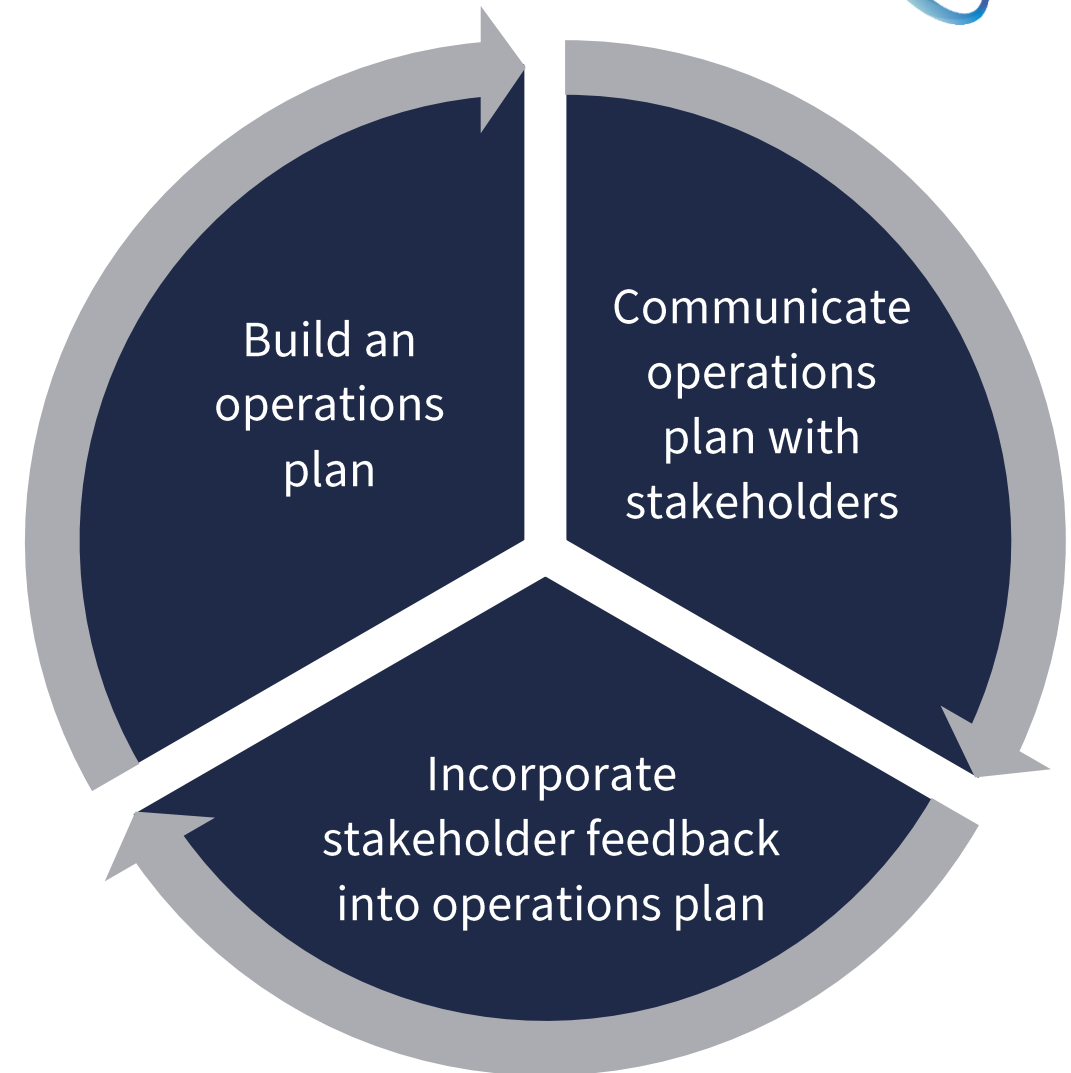 Build an
operations
plan
Communicate
operations
plan with
stakeholders
Incorporate
stakeholder feedback
into operations plan